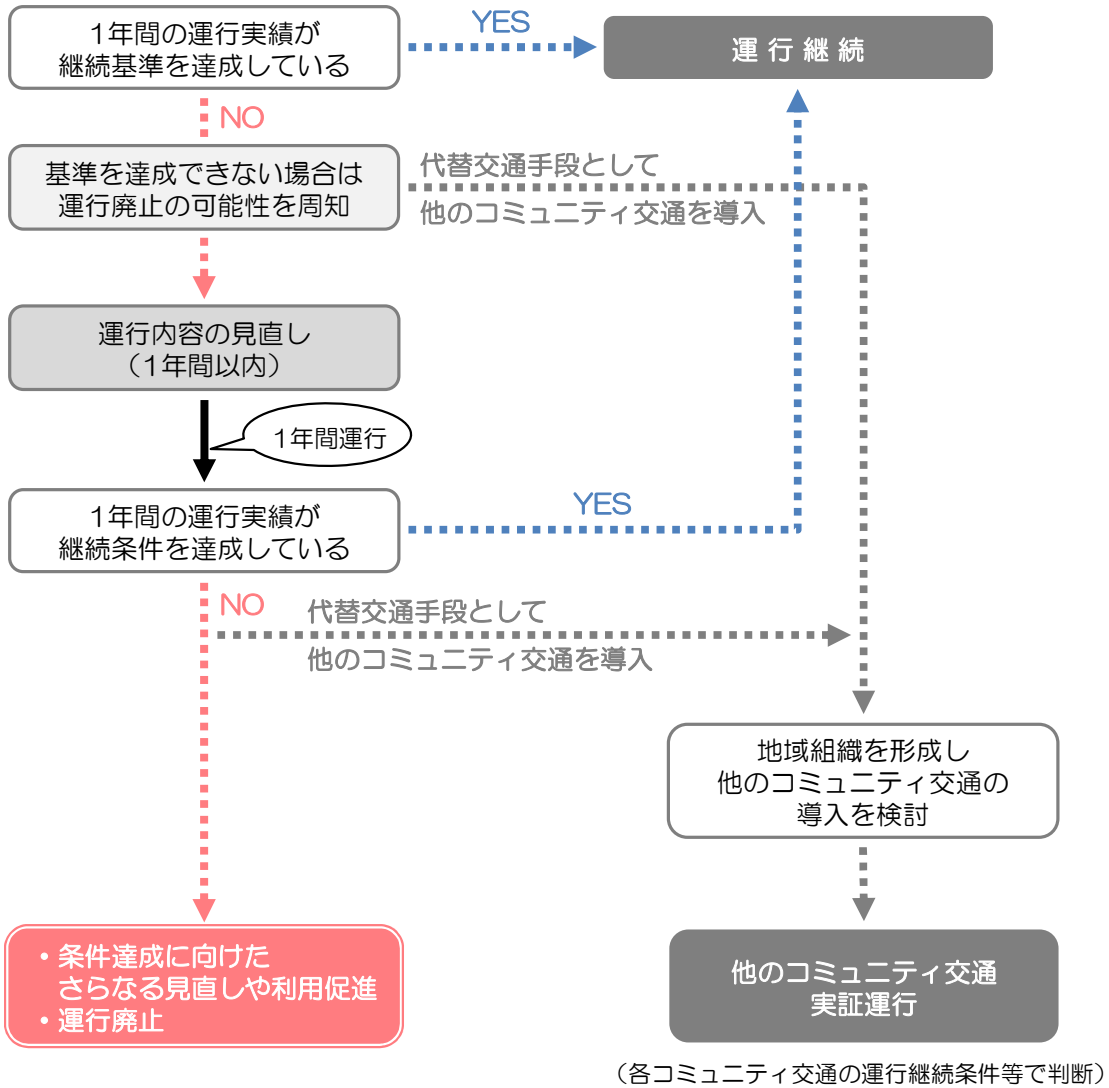 1年間の運行実績が
継続基準を達成している
YES
運 行 継 続
NO
基準を達成できない場合は
運行廃止の可能性を周知
代替交通手段として
他のコミュニティ交通を導入
運行内容の見直し
（1年間以内）
1年間運行
1年間の運行実績が
継続条件を達成している
YES
NO
代替交通手段として
他のコミュニティ交通を導入
地域組織を形成し
他のコミュニティ交通の
導入を検討
・条件達成に向けた
さらなる見直しや利用促進
・運行廃止
他のコミュニティ交通
実証運行
（各コミュニティ交通の運行継続条件等で判断）